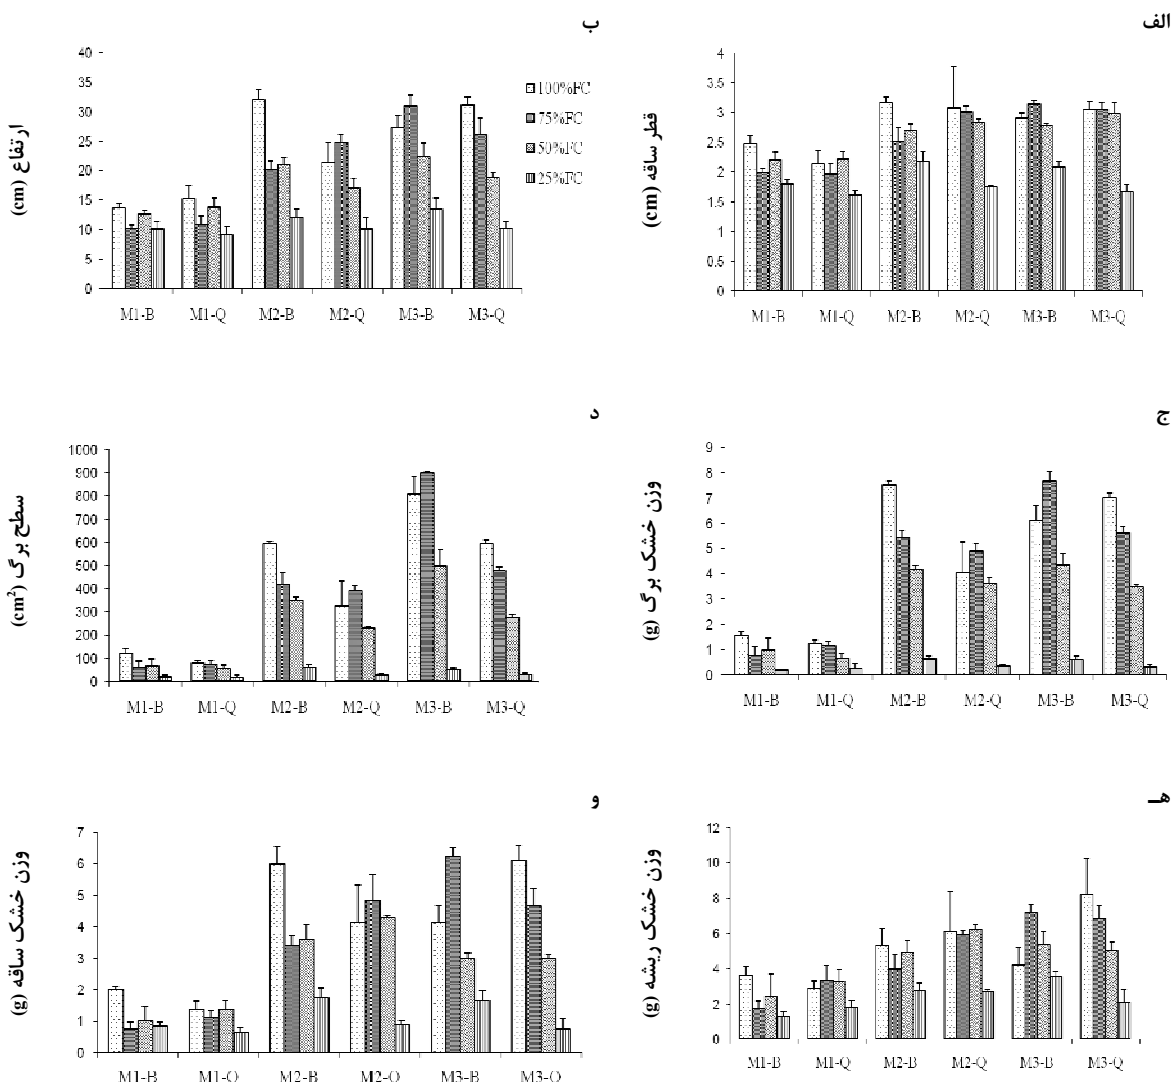 الف
قطر ساقه (cm)
4
3.5
3
2.5
2
1.5
1
0.5
0
M1-B M1-Q M2-B M2-Q M3-B M3-Q
ب
ارتفاع (cm)
40
35
30
25
20
15
10
5
0
100%FC
75%FC
50%FC
25%FC
M1-B M1-Q M2-B M2-Q M3-B M3-Q
ج
وزن خشک برگ (g)
9
8
7
6
5
4
3
2
1
0
M1-B M1-Q M2-B M2-Q M3-B M3-Q
د
سطح برگ (cm²)
1000
900
800
700
600
500
400
300
200
100
0
M1-B M1-Q M2-B M2-Q M3-B M3-Q
هـ
وزن خشک ریشه (g)
12
10
8
6
4
2
0
M1-B M1-Q M2-B M2-Q M3-B M3-Q
و
وزن خشک ساقه (g)
7
6
5
4
3
2
1
0
M1-B M1-Q M2-B M2-Q M3-B M3-Q